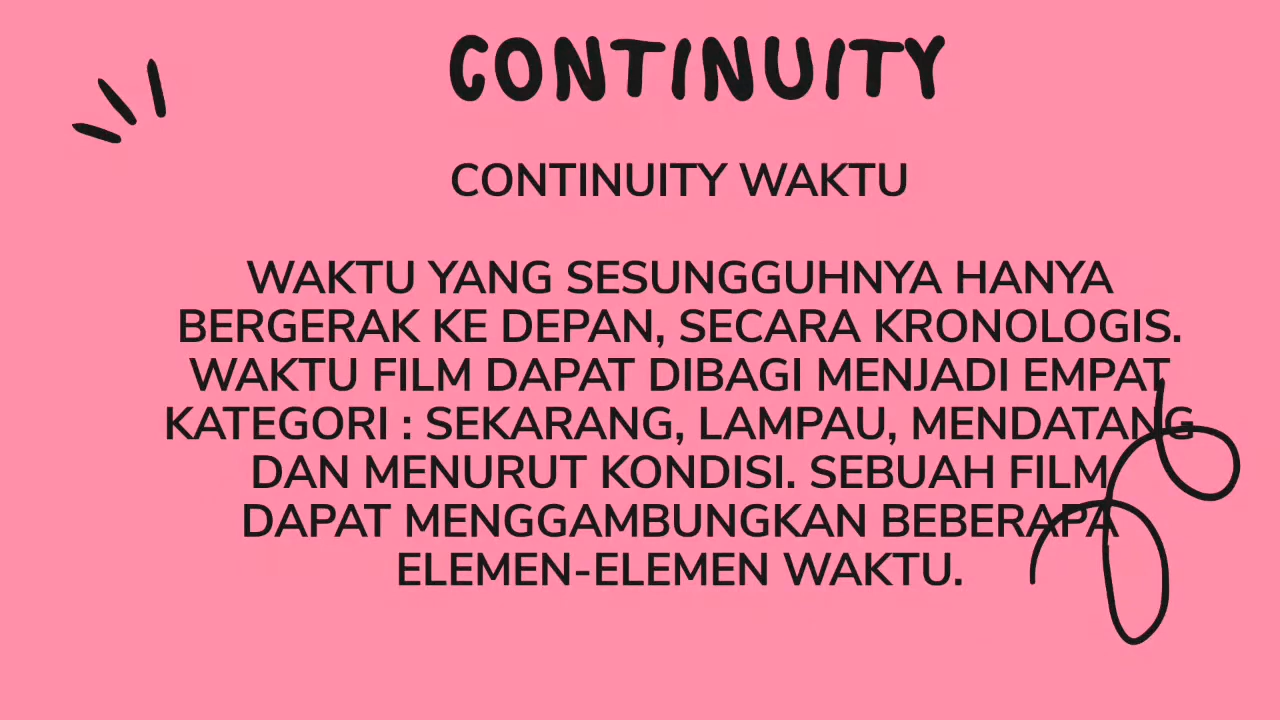 CONTINUITY
CONTINUITY WAKTU
WAKTU YANG SESUNGGUHNYA HANYA
BERGERAK KE DEPAN, SECARA KRONOLOGIS.
WAKTU FILM DAPAT DIBAGI MENJADI EMPAT
KATEGORI : SEKARANG, LAMPAU, MENDATANG
DAN MENURUT KONDISI. SEBUAH FILM
DAPAT MENGGAMBUNGKAN BEBERAPA
ELEMEN-ELEMEN WAKTU.